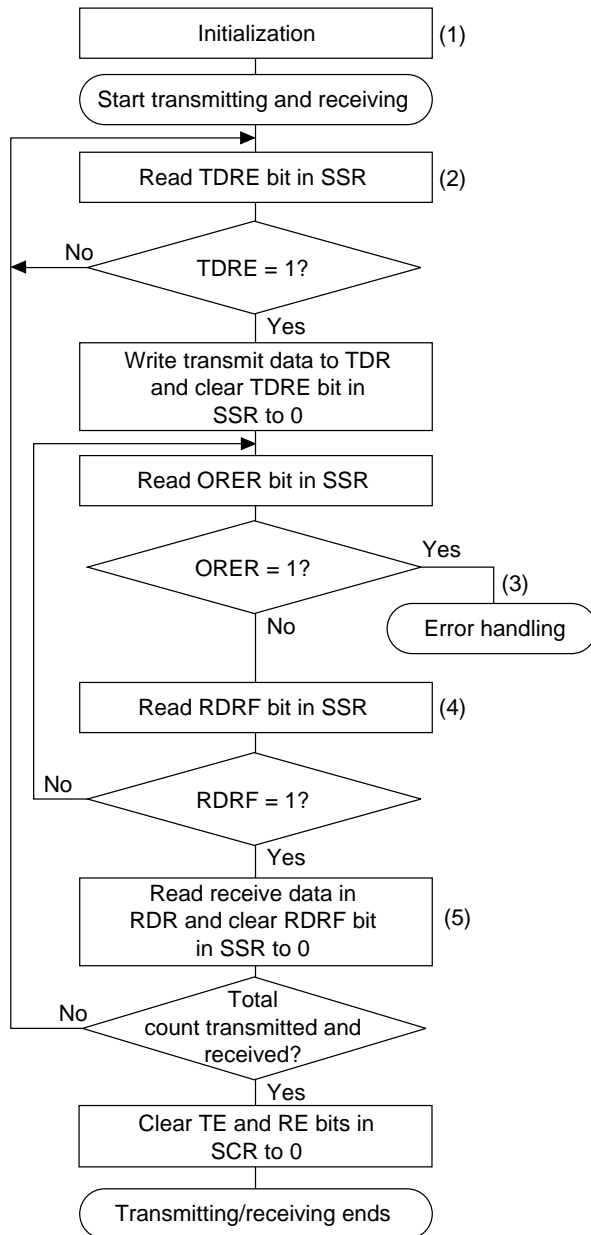 Initialization
(1)
Start transmitting and receiving
Read TDRE bit in SSR
(2)
No
TDRE = 1?
Yes
Write transmit data to TDR
and clear TDRE bit in
SSR to 0
Read ORER bit in SSR
Yes
ORER = 1?
(3)
No
Error handling
Read RDRF bit in SSR
(4)
No
RDRF = 1?
Yes
Read receive data in
RDR and clear RDRF bit
in SSR to 0
(5)
No
Total
count transmitted and
received?
Yes
Clear TE and RE bits in
SCR to 0
Transmitting/receiving ends